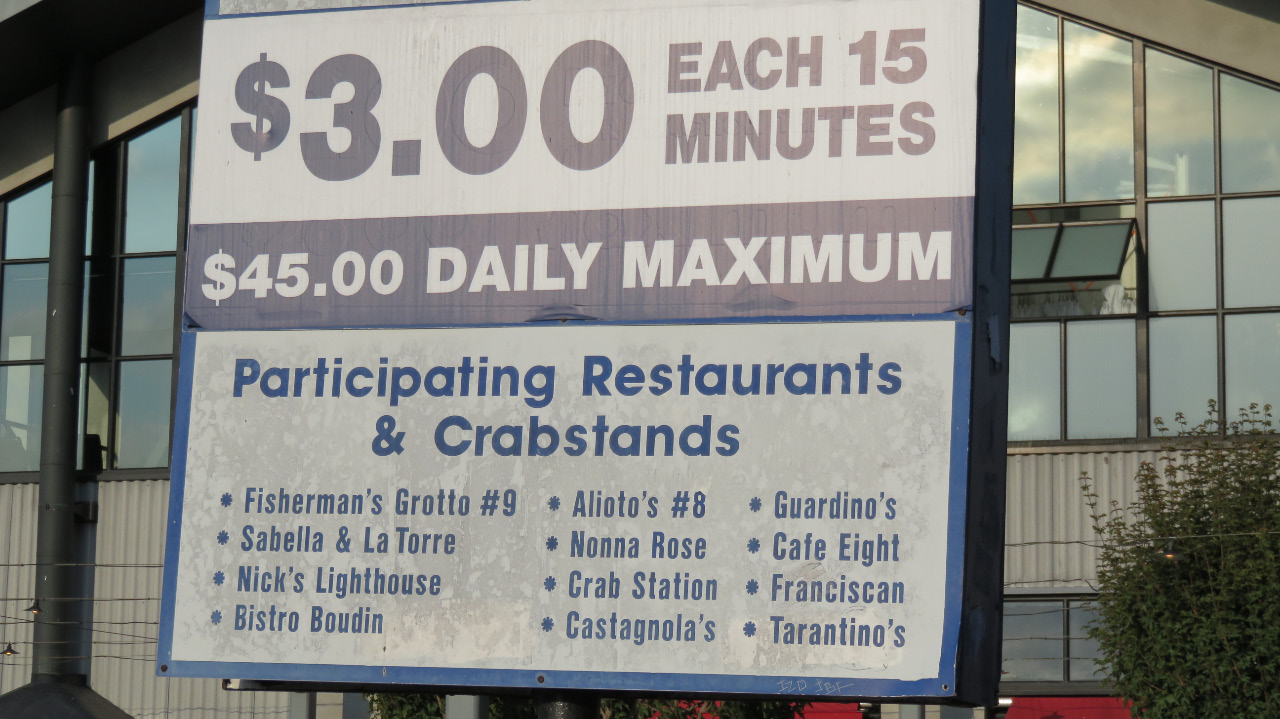 $3.00 EACH 15
MINUTES
$45.00 DAILY MAXIMUM
Participating Restaurants
& Crabstands
* Fisherman's Grotto #9
* Sabella & La Torre
* Nick's Lighthouse
* Bistro Boudin
* Alioto's #8
* Nonna Rose
* Crab Station
* Castagnola's
* Guardino's
* Cafe Eight
* Franciscan
* Tarantino's